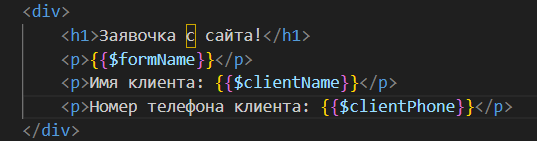 <div>
<h1>Заявочка с сайта!</h1>
<p>{{$formName}}</p>
<p>Имя клиента: {{$clientName}}</p>
<p>Номер телефона клиента: {{$clientPhone}}</p>
</div>